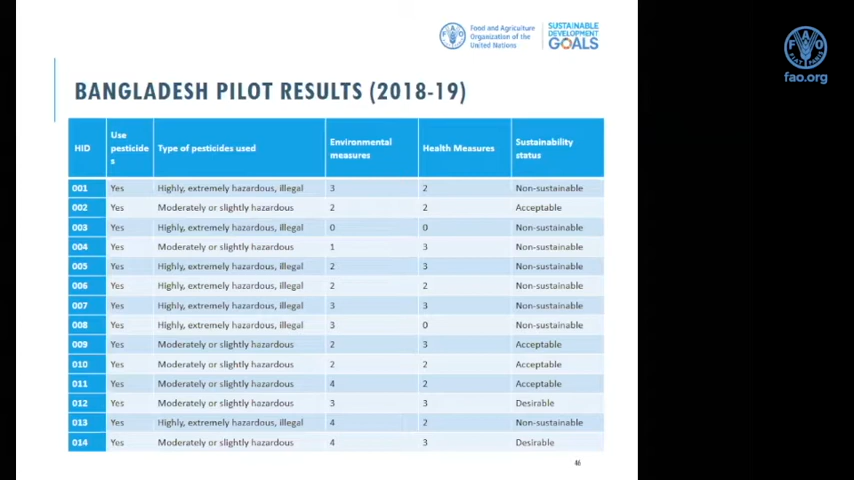 Food and Agriculture
Organization of the
United Nations
SUSTAINABLE
DEVELOPMENT
GOALS
F A O
FIAT PANIS
fao.org
BANGLADESH PILOT RESULTS (2018-19)
HID | Use pesticides | Type of pesticides used | Environmental measures | Health Measures | Sustainability status
001 | Yes | Highly, extremely hazardous, illegal | 3 | 2 | Non-sustainable
002 | Yes | Moderately or slightly hazardous | 2 | 2 | Acceptable
003 | Yes | Highly, extremely hazardous, illegal | 0 | 0 | Non-sustainable
004 | Yes | Moderately or slightly hazardous | 1 | 3 | Non-sustainable
005 | Yes | Highly, extremely hazardous, illegal | 2 | 3 | Non-sustainable
006 | Yes | Highly, extremely hazardous, illegal | 2 | 2 | Non-sustainable
007 | Yes | Highly, extremely hazardous, illegal | 3 | 3 | Non-sustainable
008 | Yes | Highly, extremely hazardous, illegal | 3 | 0 | Non-sustainable
009 | Yes | Moderately or slightly hazardous | 2 | 3 | Acceptable
010 | Yes | Moderately or slightly hazardous | 2 | 2 | Acceptable
011 | Yes | Moderately or slightly hazardous | 4 | 2 | Acceptable
012 | Yes | Moderately or slightly hazardous | 3 | 3 | Desirable
013 | Yes | Highly, extremely hazardous, illegal | 4 | 2 | Non-sustainable
014 | Yes | Moderately or slightly hazardous | 4 | 3 | Desirable
46